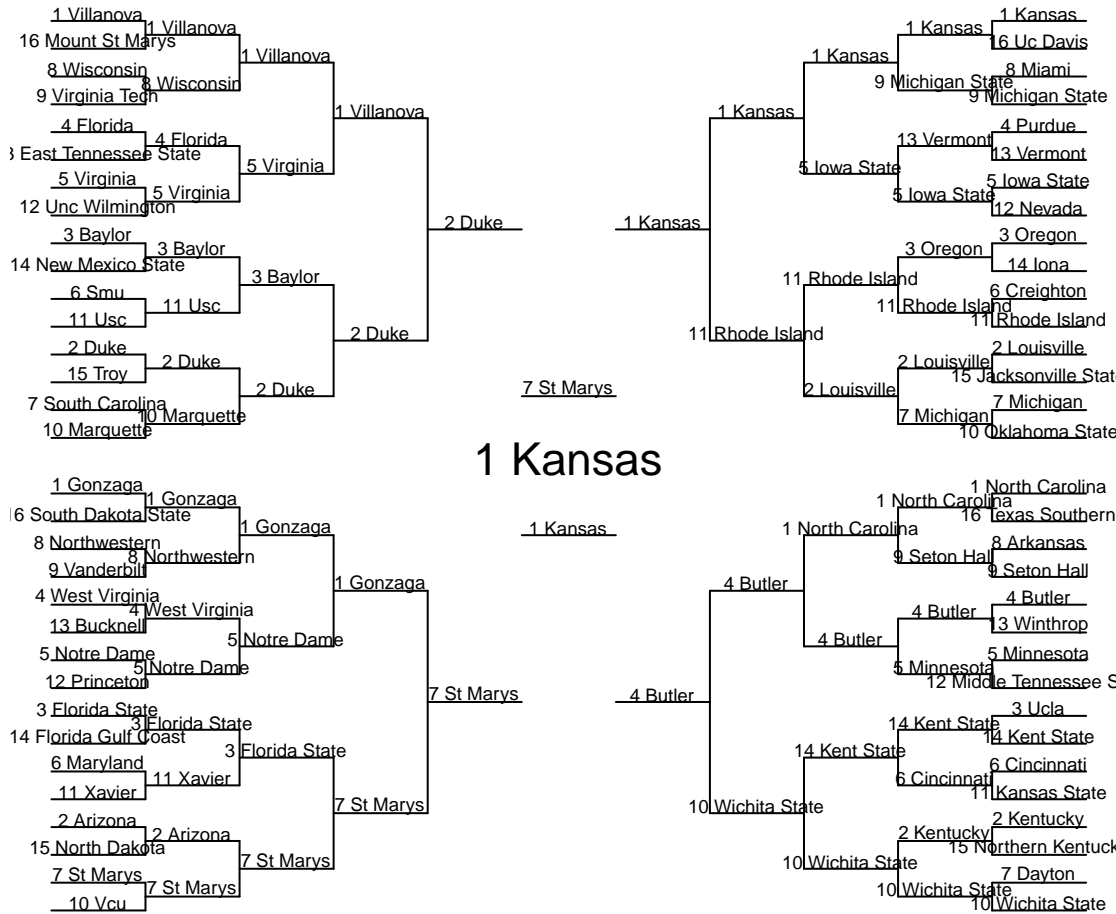 1 Villanova
16 Mount St Marys
8 Wisconsin
9 Virginia Tech
4 Florida
3 East Tennessee State
5 Virginia
12 Unc Wilmington
3 Baylor
14 New Mexico State
6 Smu
11 Usc
2 Duke
15 Troy
7 South Carolina
10 Marquette
1 Villanova
8 Wisconsin
4 Florida
5 Virginia
3 Baylor
11 Usc
2 Duke
10 Marquette
1 Villanova
5 Virginia
3 Baylor
2 Duke
1 Villanova
2 Duke
2 Duke
1 Kansas
16 Uc Davis
8 Miami
9 Michigan State
4 Purdue
13 Vermont
5 Iowa State
12 Nevada
3 Oregon
14 Iona
6 Creighton
11 Rhode Island
2 Louisville
15 Jacksonville State
7 Michigan
10 Oklahoma State
1 Kansas
9 Michigan State
13 Vermont
5 Iowa State
3 Oregon
11 Rhode Island
2 Louisville
7 Michigan
1 Kansas
5 Iowa State
11 Rhode Island
2 Louisville
1 Kansas
11 Rhode Island
1 Kansas
7 St Marys
1 Kansas
1 Kansas
1 Gonzaga
16 South Dakota State
8 Northwestern
9 Vanderbilt
4 West Virginia
13 Bucknell
5 Notre Dame
12 Princeton
3 Florida State
14 Florida Gulf Coast
6 Maryland
11 Xavier
2 Arizona
15 North Dakota
7 St Marys
10 Vcu
1 Gonzaga
8 Northwestern
4 West Virginia
5 Notre Dame
3 Florida State
11 Xavier
2 Arizona
7 St Marys
1 Gonzaga
5 Notre Dame
3 Florida State
7 St Marys
1 Gonzaga
7 St Marys
7 St Marys
1 North Carolina
16 Texas Southern
8 Arkansas
9 Seton Hall
4 Butler
13 Winthrop
5 Minnesota
12 Middle Tennessee S
3 Ucla
14 Kent State
6 Cincinnati
11 Kansas State
2 Kentucky
15 Northern Kentuck
7 Dayton
10 Wichita State
1 North Carolina
9 Seton Hall
4 Butler
5 Minnesota
14 Kent State
6 Cincinnati
2 Kentucky
10 Wichita State
1 North Carolina
4 Butler
14 Kent State
10 Wichita State
4 Butler
10 Wichita State
4 Butler